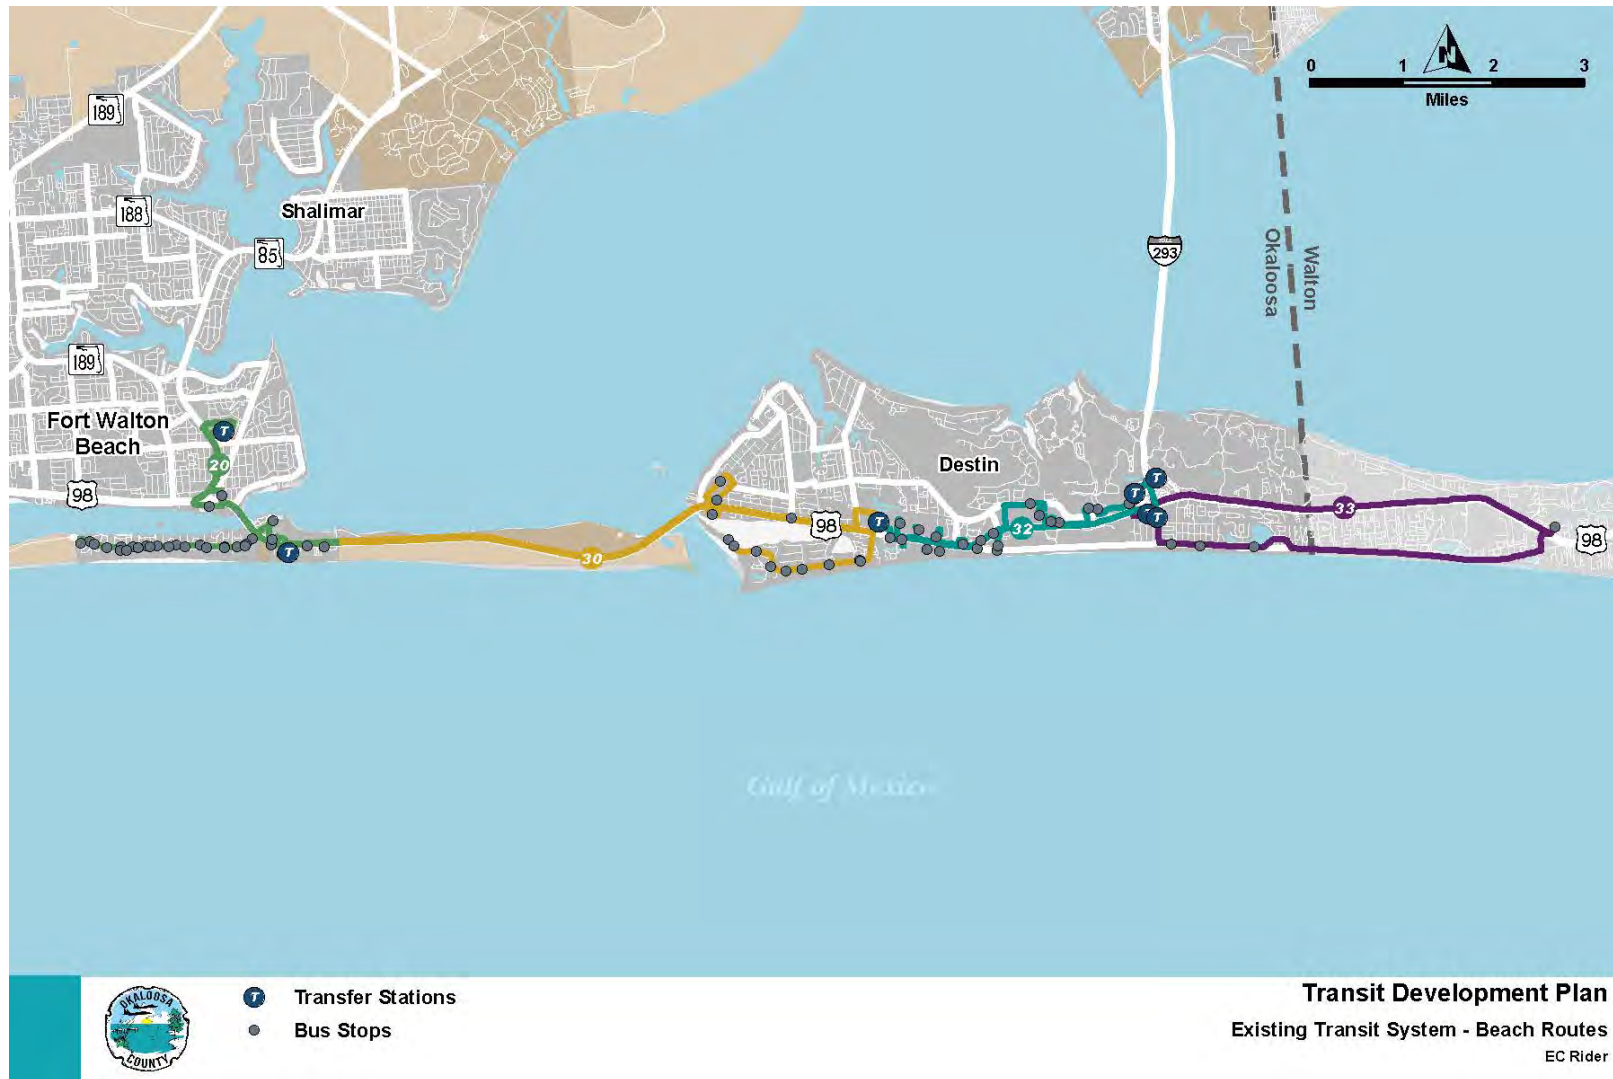 0 1 2 3
N
Miles
189
188
Shalimar
85
293
Walton
Okaloosa
189
Fort Walton
Beach
T
20
98
T
30
98
T
Destin
32
T
T
T
T
33
98
Gulf of Mexico
OKALOOSA
COUNTY
T Transfer Stations
Bus Stops
Transit Development Plan
Existing Transit System - Beach Routes
EC Rider